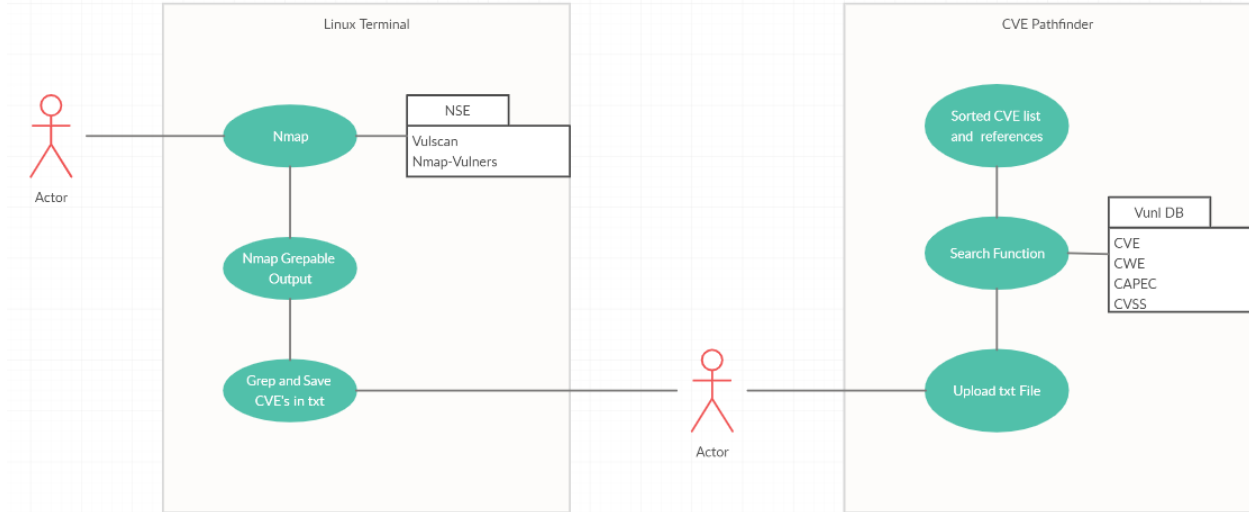 Linux Terminal
Actor
Nmap
NSE
Vulscan
Nmap-Vulners
Nmap Grepable
Output
Grep and Save
CVE's in txt
Actor
CVE Pathfinder
Sorted CVE list
and references
Search Function
Vunl DB
CVE
CWE
CAPEC
CVSS
Upload txt File